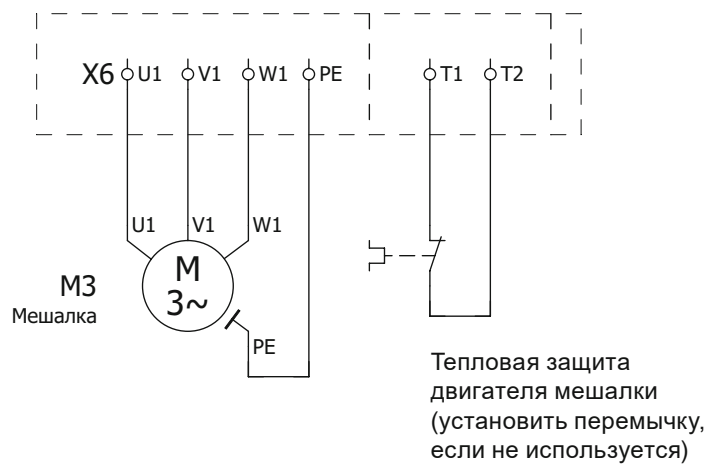 X6 U1 V1 W1 PE T1 T2
U1 V1 W1
M
3~
M3
Мешалка
PE
Тепловая защита
двигателя мешалки
(установить перемычку,
если не используется)